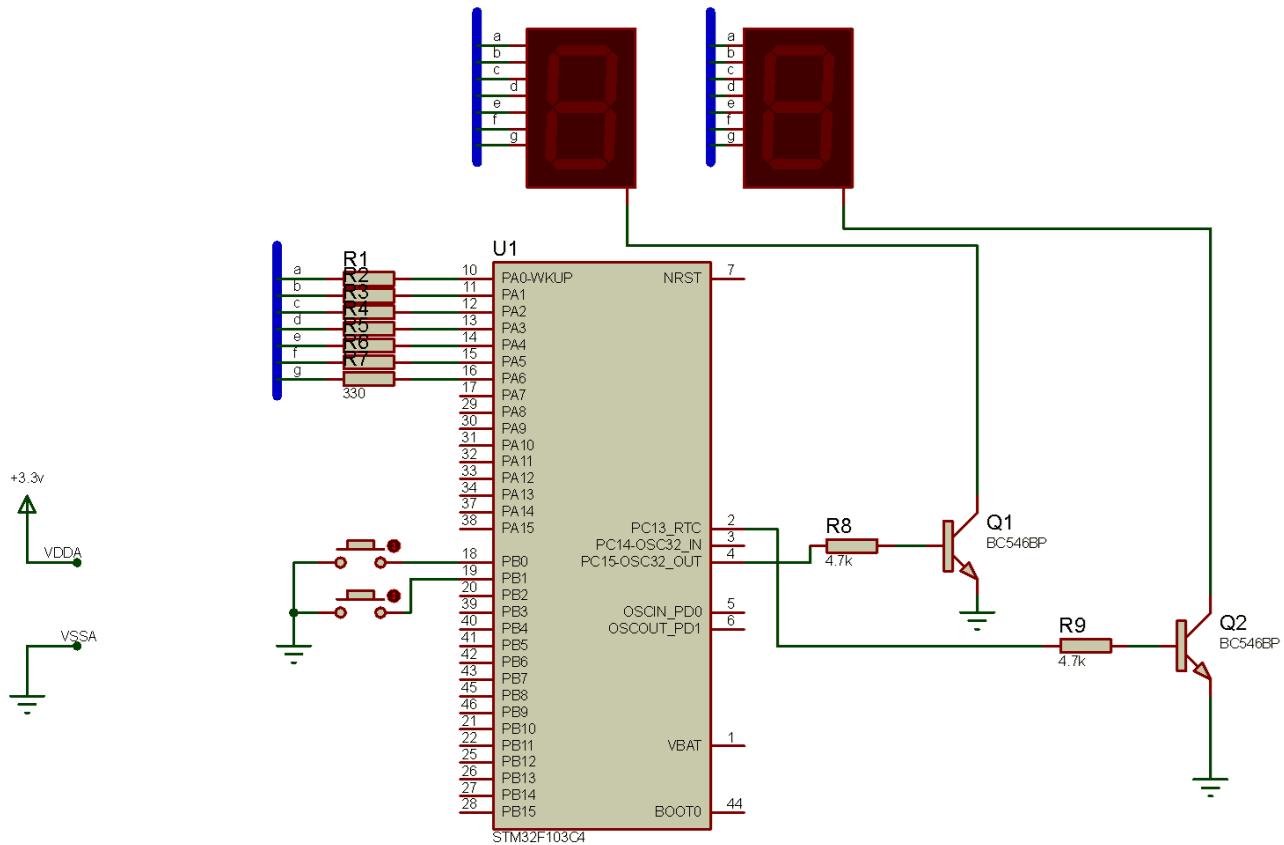 a
b
c
d
e
f
g
a
b
c
d
e
f
g
U1
R1
R2
R3
R4
R5
R6
R7
330
a
b
c
d
e
f
g
10 PA0-WKUP
11 PA1
12 PA2
13 PA3
14 PA4
15 PA5
16 PA6
17 PA7
29 PA8
30 PA9
31 PA10
32 PA11
33 PA12
34 PA13
37 PA14
38 PA15
18 PB0
19 PB1
20 PB2
39 PB3
40 PB4
41 PB5
42 PB6
43 PB7
45 PB8
46 PB9
21 PB10
22 PB11
25 PB12
26 PB13
27 PB14
28 PB15
NRST 7
PC13_RTC 2
PC14-OSC32_IN 3
PC15-OSC32_OUT 4
OSCIN_PD0 5
OSCOUT_PD1 6
VBAT 1
BOOT0 44
STM32F103C4
R8
4.7k
Q1
BC546BP
R9
4.7k
Q2
BC546BP
+3.3v
VDDA
VSSA